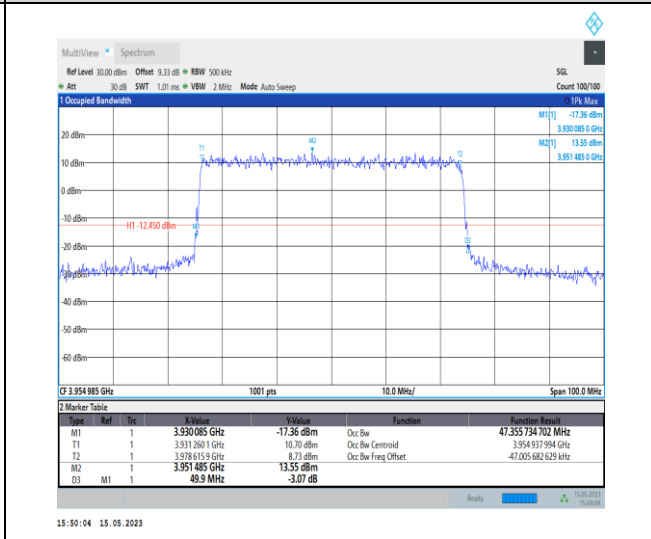 MultiView Spectrum
Ref Level 30.00 dBm Offset 9.33 dB RBW 500 kHz SGL
Att 30 dB SWT 1.01 ms VBW 2 MHz Mode Auto Sweep Count 100/100
1 Occupied Bandwidth 1Pk Max
M1[1] -17.36 dBm
3.930 085 0 GHz
M2[1] 13.55 dBm
3.951 485 0 GHz
20 dBm
10 dBm
0 dBm
-10 dBm
-20 dBm
-30 dBm
-40 dBm
-50 dBm
-60 dBm
T1
M2
T2
H1 -12.450 dBm
M1
D3
CF 3.954 985 GHz 1001 pts 10.0 MHz/ Span 100.0 MHz
2 Marker Table
Type Ref Trc X-Value Y-Value Function Function Result
M1 1 3.930 085 GHz -17.36 dBm Occ Bw 47.355 734 702 MHz
T1 1 3.931 260 1 GHz 10.70 dBm Occ Bw Centroid 3.954 937 994 GHz
T2 1 3.978 615 9 GHz 8.73 dBm Occ Bw Freq Offset -47.005 682 629 kHz
M2 1 3.951 485 GHz 13.55 dBm
D3 M1 1 49.9 MHz -3.07 dB
Ready 15.05.2023
15:50:04
15:50:04 15.05.2023